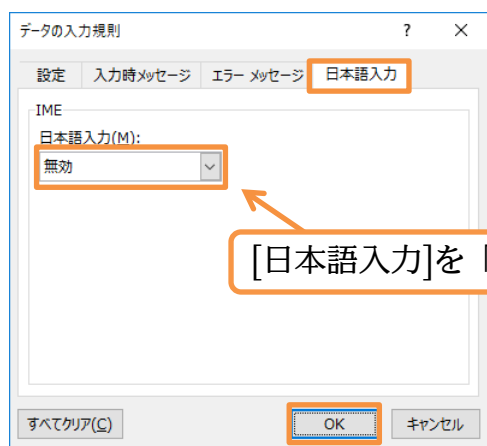 データの入力規則 ? ×
設定 入力時メッセージ エラー メッセージ 日本語入力
IME
日本語入力(M):
無効
[日本語入力]を「
すべてクリア(C) OK キャンセル